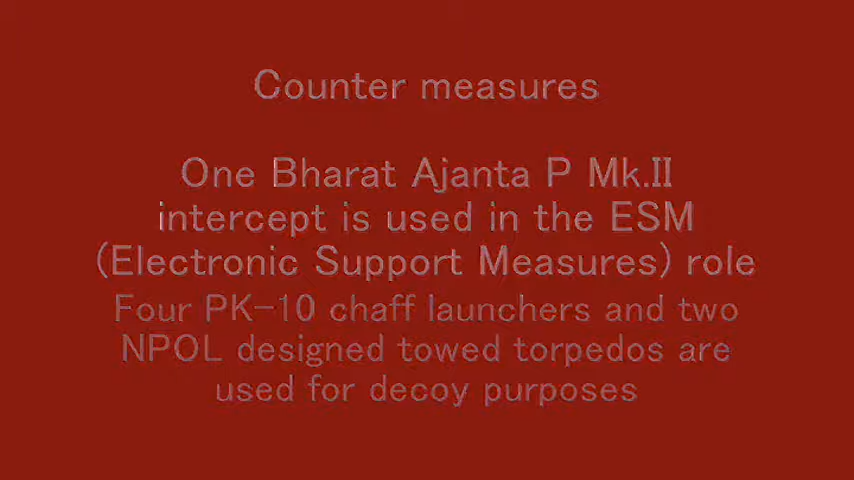 Counter measures
One Bharat Ajanta P Mk.II
intercept is used in the ESM
(Electronic Support Measures) role
Four PK-10 chaff launchers and two
NPOL designed towed torpedos are
used for decoy purposes